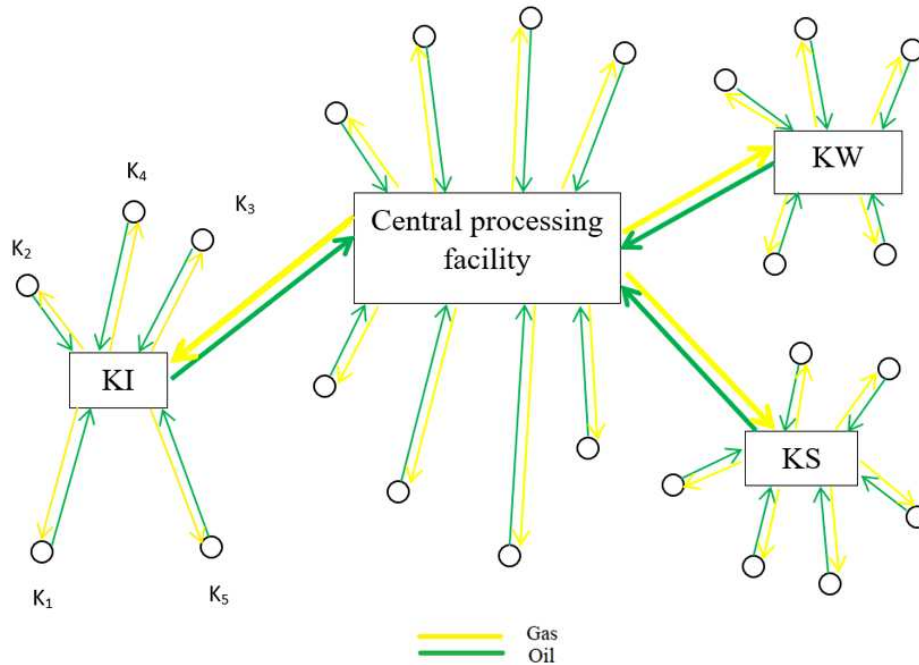 KW
K₄
K₃
Central processing
facility
K₂
KI
KS
K₁
K₅
Gas
Oil